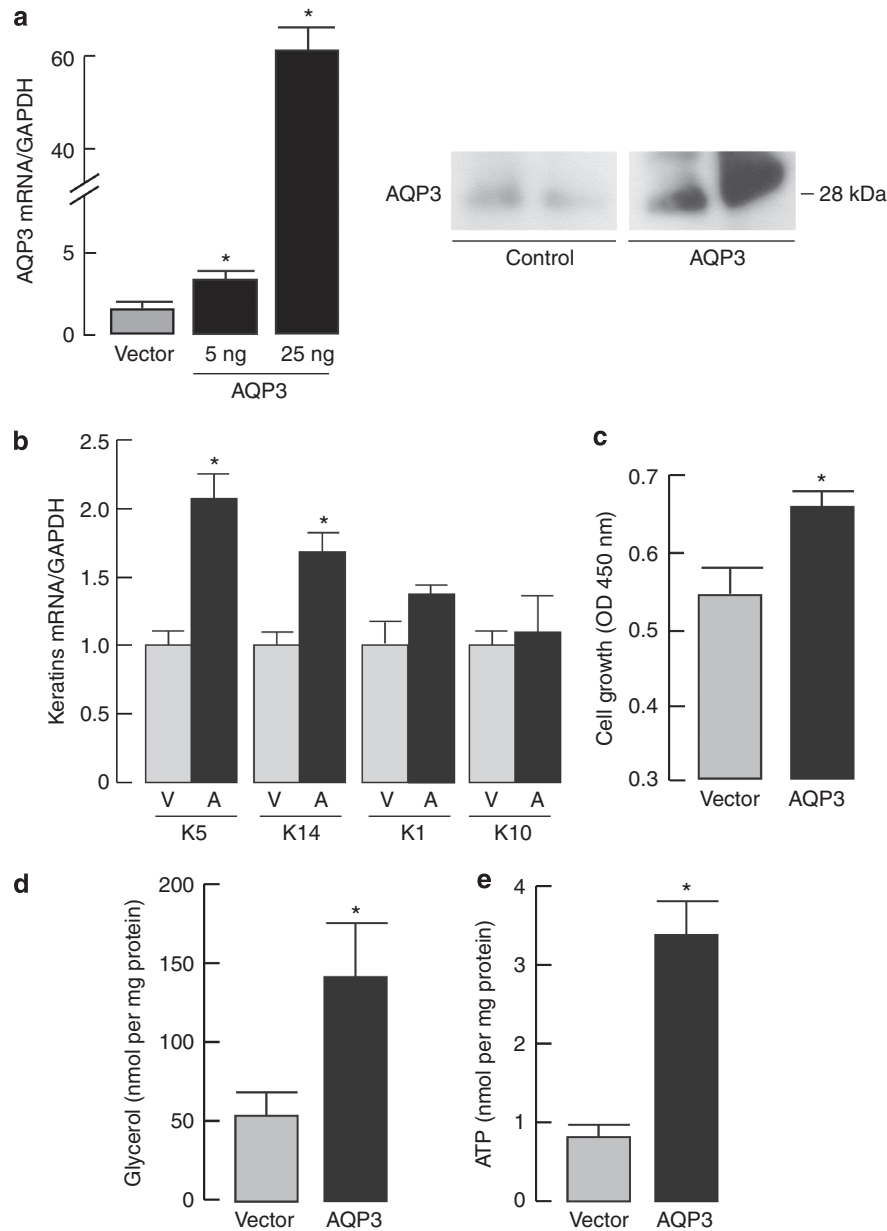 a
AQP3 mRNA/GAPDH
60
40
5
0
*
*
Vector
5 ng
25 ng
AQP3
AQP3
– 28 kDa
Control
AQP3
b
Keratins mRNA/GAPDH
2.5
2.0
1.5
1.0
0.5
0
*
*
V A V A V A V A
K5 K14 K1 K10
c
Cell growth (OD 450 nm)
0.7
0.6
0.5
0.4
0.3
*
Vector AQP3
d
Glycerol (nmol per mg protein)
200
150
100
50
0
*
Vector AQP3
e
ATP (nmol per mg protein)
4
3
2
1
0
*
Vector AQP3